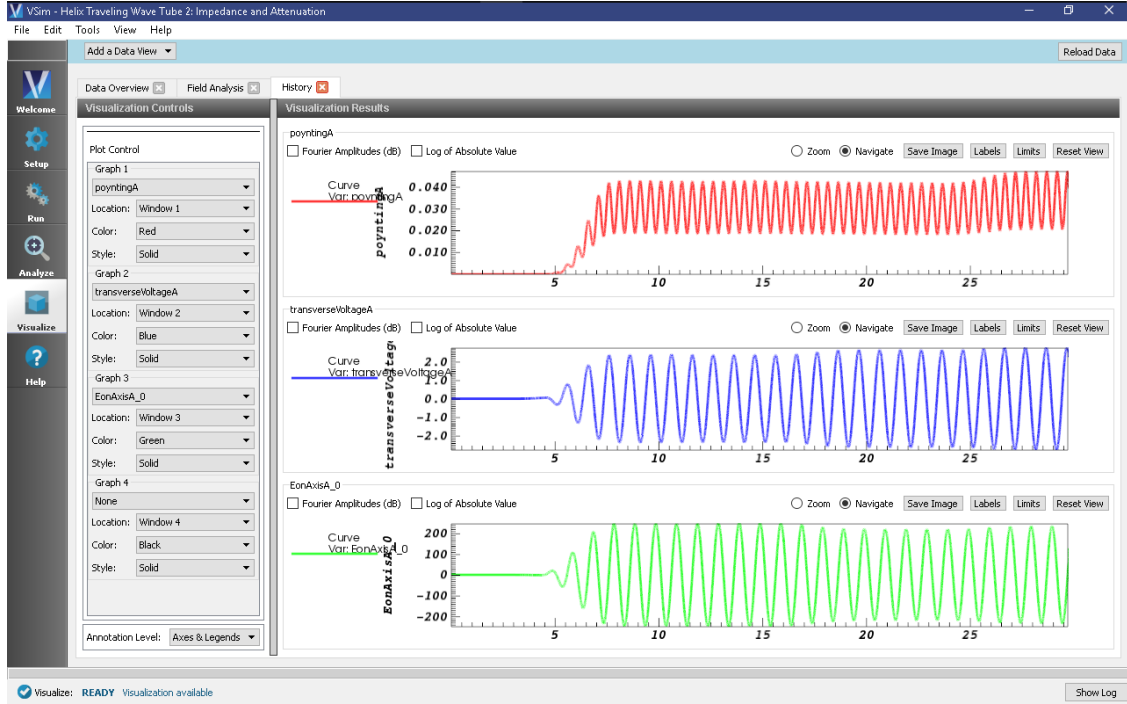 VSim - Helix Traveling Wave Tube 2: Impedance and Attenuation
File Edit Tools View Help
Add a Data View
Reload Data
Welcome
Setup
Run
Analyze
Visualize
Help
Data Overview
Field Analysis
History
Visualization Controls
Plot Control
Graph 1
poyntingA
Location: Window 1
Color: Red
Style: Solid
Graph 2
transverseVoltageA
Location: Window 2
Color: Blue
Style: Solid
Graph 3
EonAxisA_0
Location: Window 3
Color: Green
Style: Solid
Graph 4
None
Location: Window 4
Color: Black
Style: Solid
Annotation Level: Axes & Legends
Visualization Results
poyntingA
Fourier Amplitudes (dB) Log of Absolute Value Zoom Navigate Save Image Labels Limits Reset View
Curve
Var: poyntingA
poyntingA
0.040
0.030
0.020
0.010
5 10 15 20 25
transverseVoltageA
Fourier Amplitudes (dB) Log of Absolute Value Zoom Navigate Save Image Labels Limits Reset View
Curve
Var: transverseVoltageA
transverseVoltag
2.0
1.0
0.0
-1.0
-2.0
5 10 15 20 25
EonAxisA_0
Fourier Amplitudes (dB) Log of Absolute Value Zoom Navigate Save Image Labels Limits Reset View
Curve
Var: EonAxisA_0
EonAxisA_0
200
100
0
-100
-200
5 10 15 20 25
Visualize: READY Visualization available
Show Log